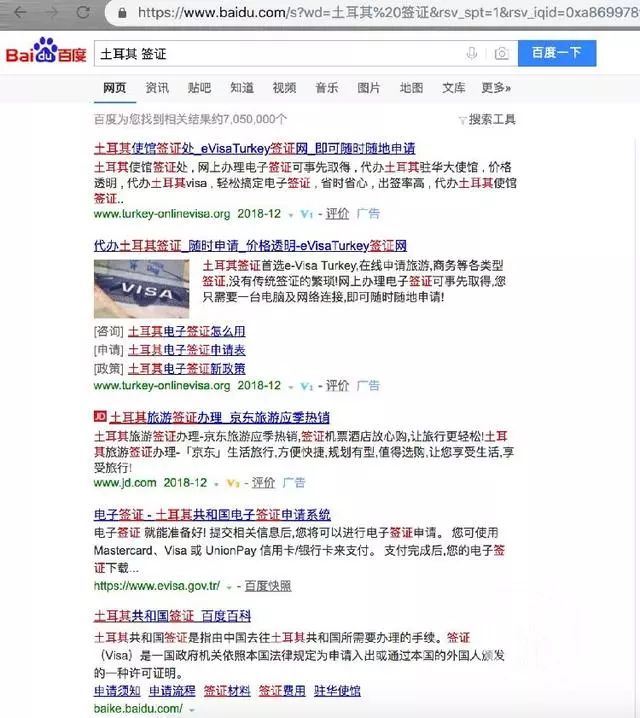 https://www.baidu.com/s?wd=土耳其%20签证&rsv_spt=1&rsv_iqid=0xa869978
Bai du 百度 土耳其 签证 百度一下
网页 资讯 贴吧 知道 视频 音乐 图片 地图 文库 更多»
百度为您找到相关结果约7,050,000个 搜索工具
土耳其使馆签证处_eVisaTurkey签证网_即可随时随地申请
土耳其使馆签证处，网上办理电子签证可事先取得，代办土耳其驻华大使馆，价格
透明，代办土耳其visa，轻松搞定电子签证，省时省心，出签率高，代办土耳其使馆
签证..
www.turkey-onlinevisa.org 2018-12 V1 - 评价 广告
代办土耳其签证_随时申请_价格透明-eVisaTurkey签证网
VISA
土耳其签证首选e-Visa Turkey,在线申请旅游,商务等各类型
签证,没有传统签证的繁琐!网上办理电子签证可事先取得,您
只需要一台电脑及网络连接,即可随时随地申请!
[咨询] 土耳其电子签证怎么用
[申请] 土耳其电子签证申请表
[政策] 土耳其电子签证新政策
www.turkey-onlinevisa.org 2018-12 V1 - 评价 广告
JD 土耳其旅游签证办理_京东旅游应季热销
土耳其旅游签证办理-京东旅游应季热销,签证机票酒店放心购,让旅行更轻松!土耳
其旅游签证办理-「京东」生活旅行,方便快捷,规划有型,值得选购,让您享受生活,享
受旅行!
www.jd.com 2018-12 V3 - 评价 广告
电子签证 - 土耳其共和国电子签证申请系统
电子签证 就能准备好! 提交相关信息后,您将可以进行电子签证申请。 您可使用
Mastercard、Visa 或 UnionPay 信用卡/银行卡来支付。 支付完成后,您的电子签
证下载...
https://www.evisa.gov.tr/ - 百度快照
土耳其共和国签证_百度百科
土耳其共和国签证是指由中国去往土耳其共和国所需要办理的手续。签证
（Visa）是一国政府机关依照本国法律规定为申请入出或通过本国的外国人颁发
的一种许可证明。
申请须知 申请流程 签证材料 签证费用 驻华使馆
baike.baidu.com/